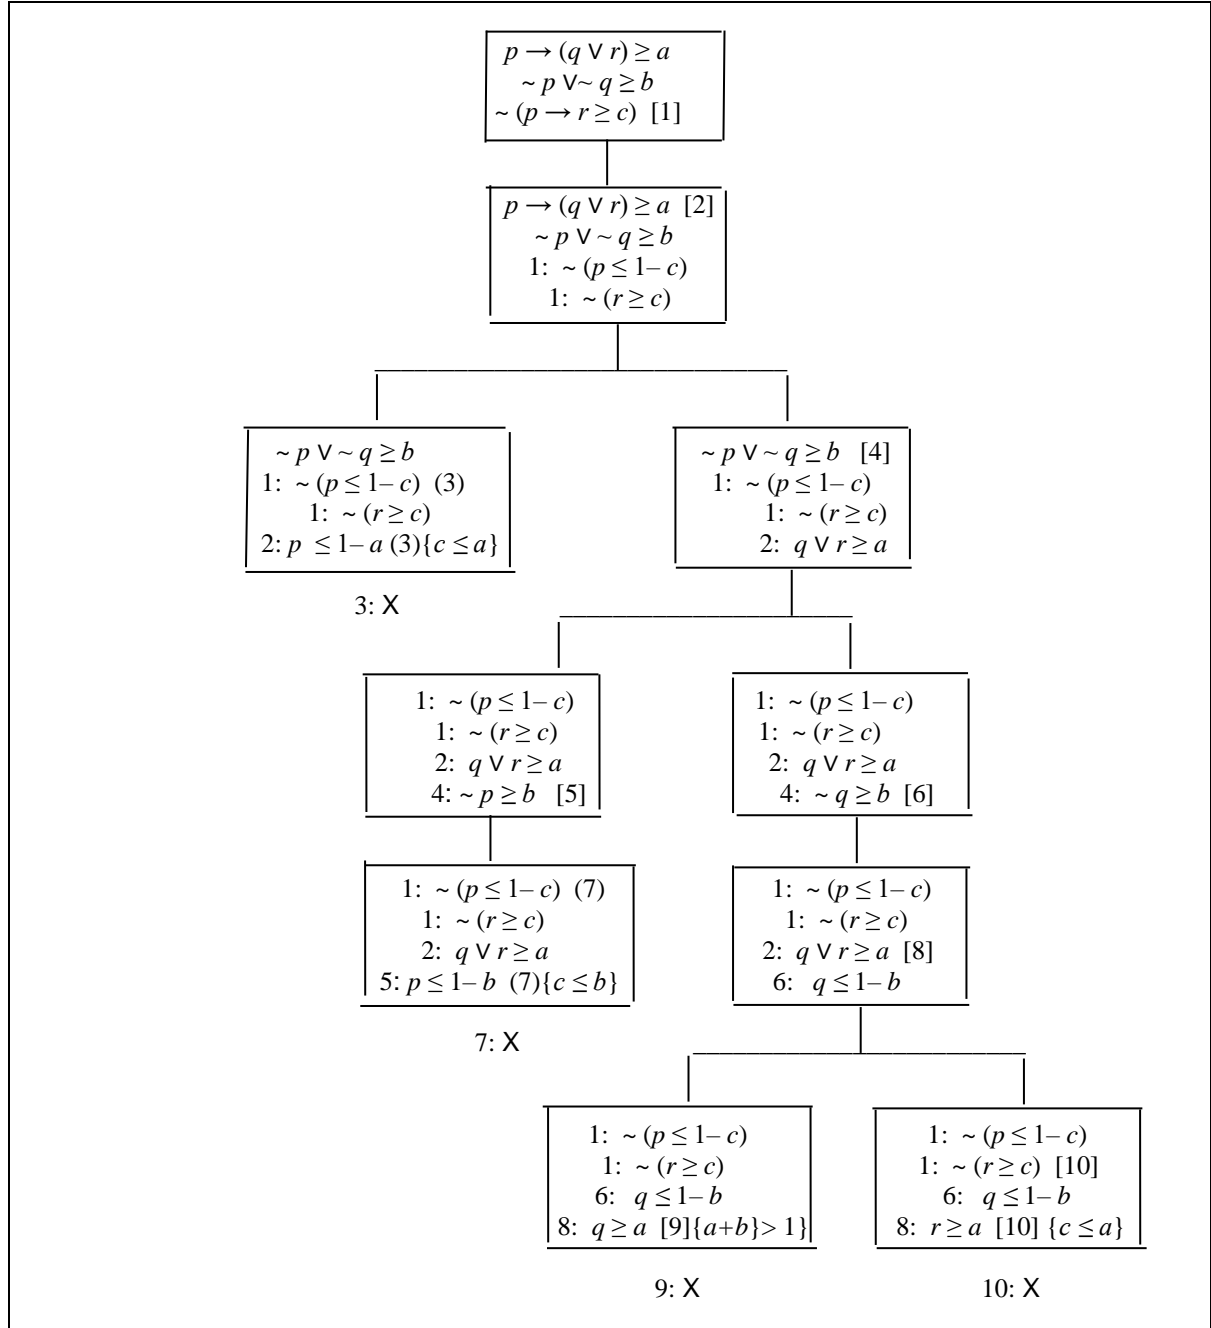 p → (q ∨ r) ≥ a
~ p ∨~ q ≥ b
~ (p → r ≥ c) [1]
p → (q ∨ r) ≥ a [2]
~ p ∨ ~ q ≥ b
1: ~ (p ≤ 1– c)
1: ~ (r ≥ c)
~ p ∨ ~ q ≥ b
1: ~ (p ≤ 1– c) (3)
1: ~ (r ≥ c)
2: p ≤ 1– a (3){c ≤ a}
3: X
~ p ∨ ~ q ≥ b [4]
1: ~ (p ≤ 1– c)
1: ~ (r ≥ c)
2: q ∨ r ≥ a
1: ~ (p ≤ 1– c)
1: ~ (r ≥ c)
2: q ∨ r ≥ a
4: ~ p ≥ b [5]
1: ~ (p ≤ 1– c)
1: ~ (r ≥ c)
2: q ∨ r ≥ a
4: ~ q ≥ b [6]
1: ~ (p ≤ 1– c) (7)
1: ~ (r ≥ c)
2: q ∨ r ≥ a
5: p ≤ 1– b (7){c ≤ b}
7: X
1: ~ (p ≤ 1– c)
1: ~ (r ≥ c)
2: q ∨ r ≥ a [8]
6: q ≤ 1– b
1: ~ (p ≤ 1– c)
1: ~ (r ≥ c)
6: q ≤ 1– b
8: q ≥ a [9]{a+b}> 1}
9: X
1: ~ (p ≤ 1– c)
1: ~ (r ≥ c) [10]
6: q ≤ 1– b
8: r ≥ a [10] {c ≤ a}
10: X